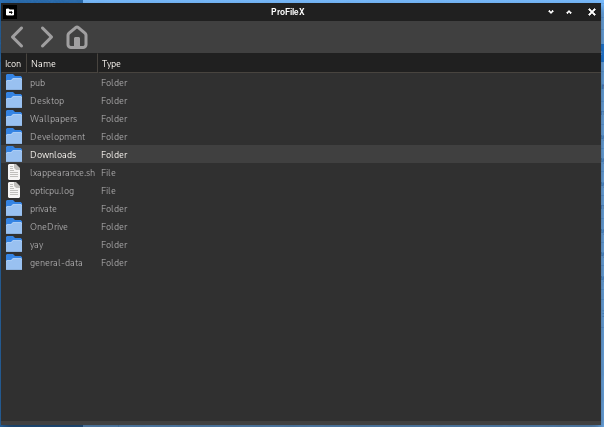 ProFileX
Icon Name Type
pub Folder
Desktop Folder
Wallpapers Folder
Development Folder
Downloads Folder
lxappearance.sh File
opticpu.log File
private Folder
OneDrive Folder
yay Folder
general-data Folder